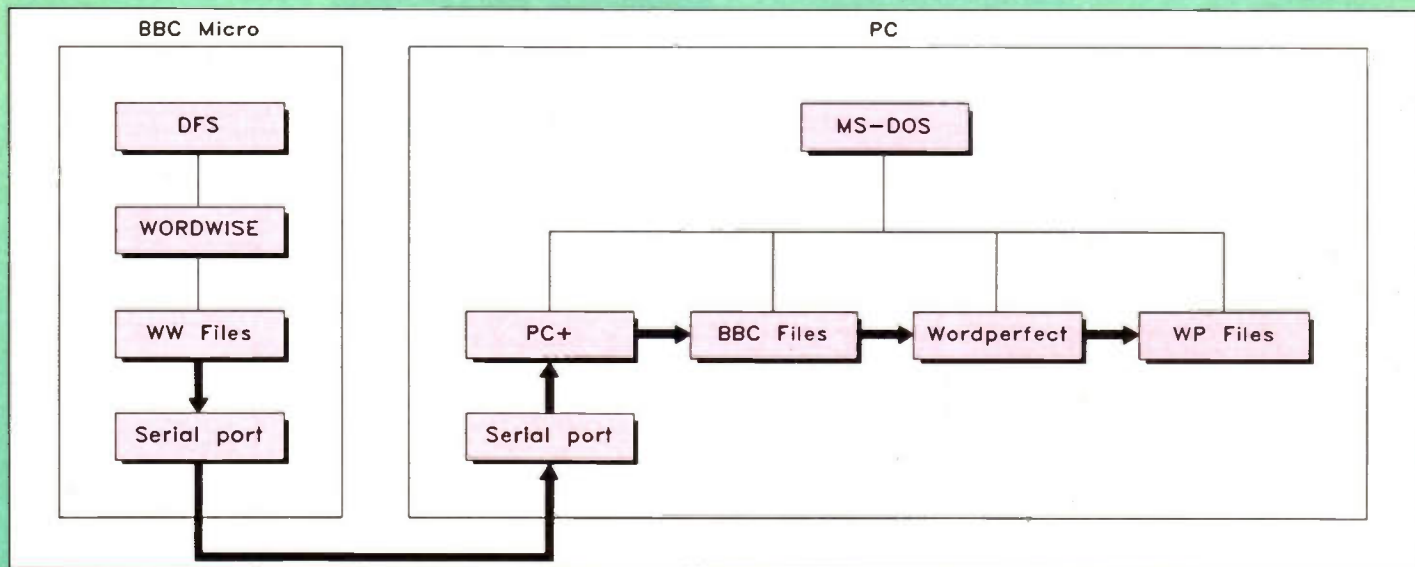 BBC Micro
PC
DFS
MS-DOS
WORDWISE
WW Files
PC+
BBC Files
Wordperfect
WP Files
Serial port
Serial port